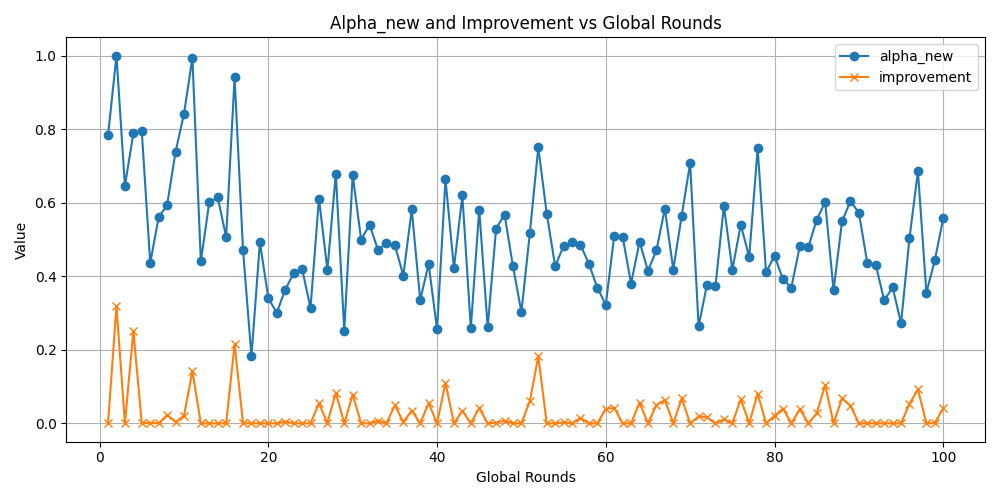 Alpha_new and Improvement vs Global Rounds
alpha_new
improvement
Value
1.0
0.8
0.6
0.4
0.2
0.0
0 20 40 60 80 100
Global Rounds